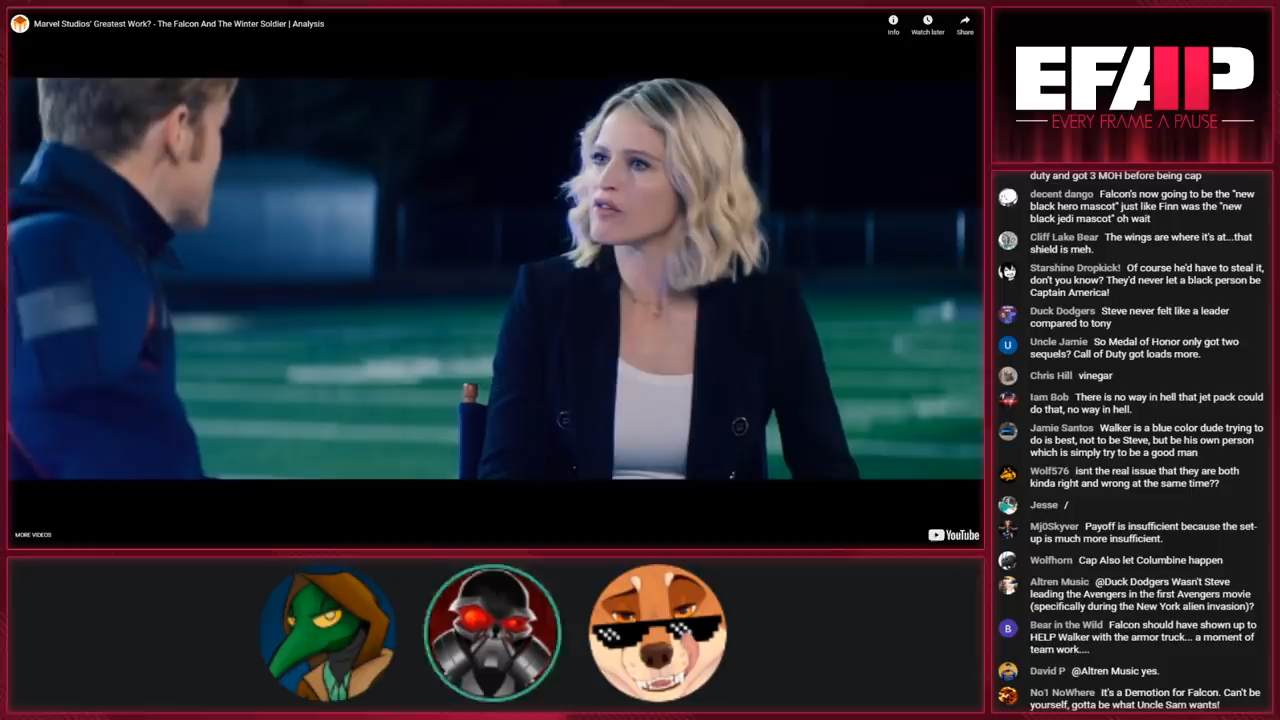 Marvel Studios' Greatest Work? - The Falcon And The Winter Soldier | Analysis
Info
Watch later
Share
MORE VIDEOS
YouTube
EFAP
EVERY FRAME A PAUSE
duty and got 3 MOH before being cap
decent dango Falcon's now going to be the "new
black hero mascot" just like Finn was the "new
black jedi mascot" oh wait
Cliff Lake Bear The wings are where it's at...that
shield is meh.
Starshine Dropkick! Of course he'd have to steal it,
don't you know? They'd never let a black person be
Captain America!
Duck Dodgers Steve never felt like a leader
compared to tony
U
Uncle Jamie So Medal of Honor only got two
sequels? Call of Duty got loads more.
Chris Hill vinegar
Iam Bob There is no way in hell that jet pack could
do that, no way in hell.
Jamie Santos Walker is a blue color dude trying to
do is best, not to be Steve, but be his own person
which is simply try to be a good man
Wolf576 isnt the real issue that they are both
kinda right and wrong at the same time??
Jesse /
Mj0Skyver Payoff is insufficient because the set-
up is much more insufficient.
Wolfhorn Cap Also let Columbine happen
Altren Music @Duck Dodgers Wasn't Steve
leading the Avengers in the first Avengers movie
(specifically during the New York alien invasion)?
B
Bear in the Wild Falcon should have shown up to
HELP Walker with the armor truck... a moment of
team work....
David P @Altren Music yes.
No1 NoWhere It's a Demotion for Falcon. Can't be
yourself, gotta be what Uncle Sam wants!